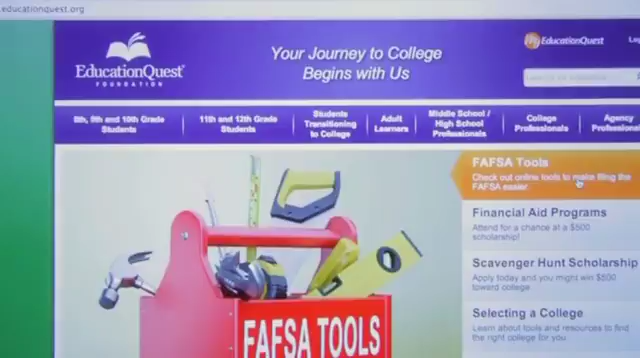 educationquest.org
EducationQuest
FOUNDATION
Your Journey to College
Begins with Us
My EducationQuest
8th, 9th and 10th Grade
Students
11th and 12th Grade
Students
Students
Transitioning
to College
Adult
Learners
Middle School /
High School
Professionals
College
Professionals
Agency
FAFSA Tools
Check out online tools to make filing the
FAFSA easier.
Financial Aid Programs
Attend for a chance at a $500
scholarship!
Scavenger Hunt Scholarship
Apply today and you might win $500
toward college.
Selecting a College
Learn about tools and resources to find
the right college for you.
FAFSA TOOLS